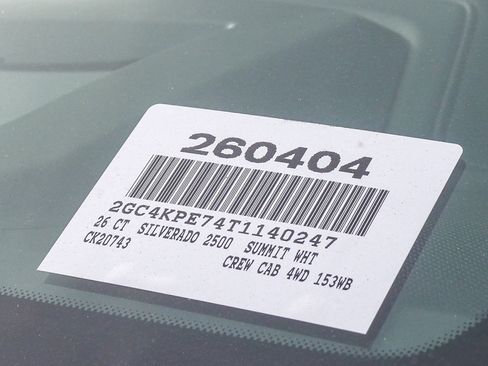 260404
2GC4KPE74T1140247
26 CT SILVERADO 2500 SUMMIT WHT
CK20743 CREW CAB 4WD 153WB